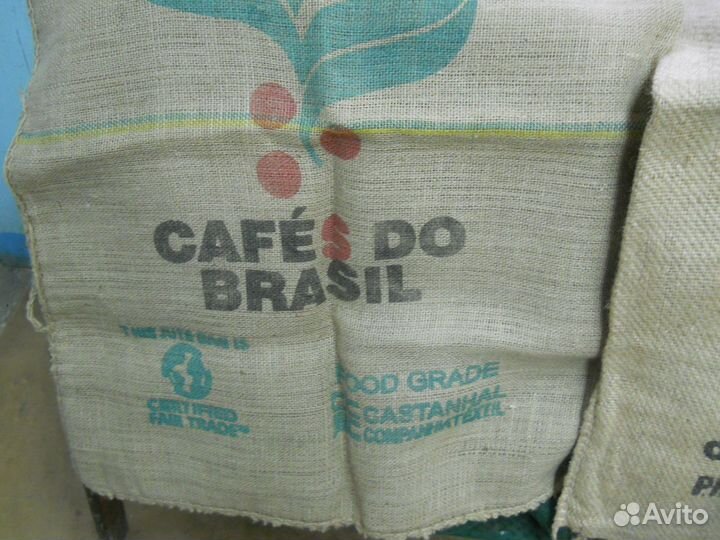 CAFÉS DO
BRASIL
THIS JUTE BAG IS
CERTIFIED
FAIR TRADE
FOOD GRADE
CASTANHAL
COMPANHIA TEXTIL
Avito